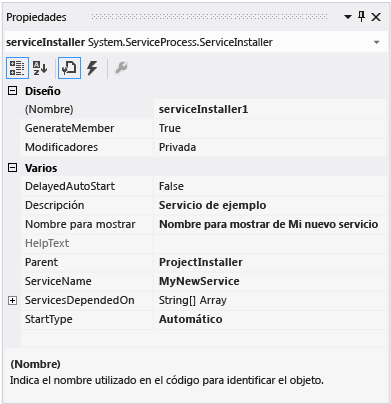 Propiedades
serviceInstaller System.ServiceProcess.ServiceInstaller
Diseño
(Nombre) serviceInstaller1
GenerateMember True
Modificadores Privada
Varios
DelayedAutoStart False
Descripción Servicio de ejemplo
Nombre para mostrar Nombre para mostrar de Mi nuevo servicio
HelpText
Parent ProjectInstaller
ServiceName MyNewService
ServicesDependedOn String[] Array
StartType Automático
(Nombre)
Indica el nombre utilizado en el código para identificar el objeto.